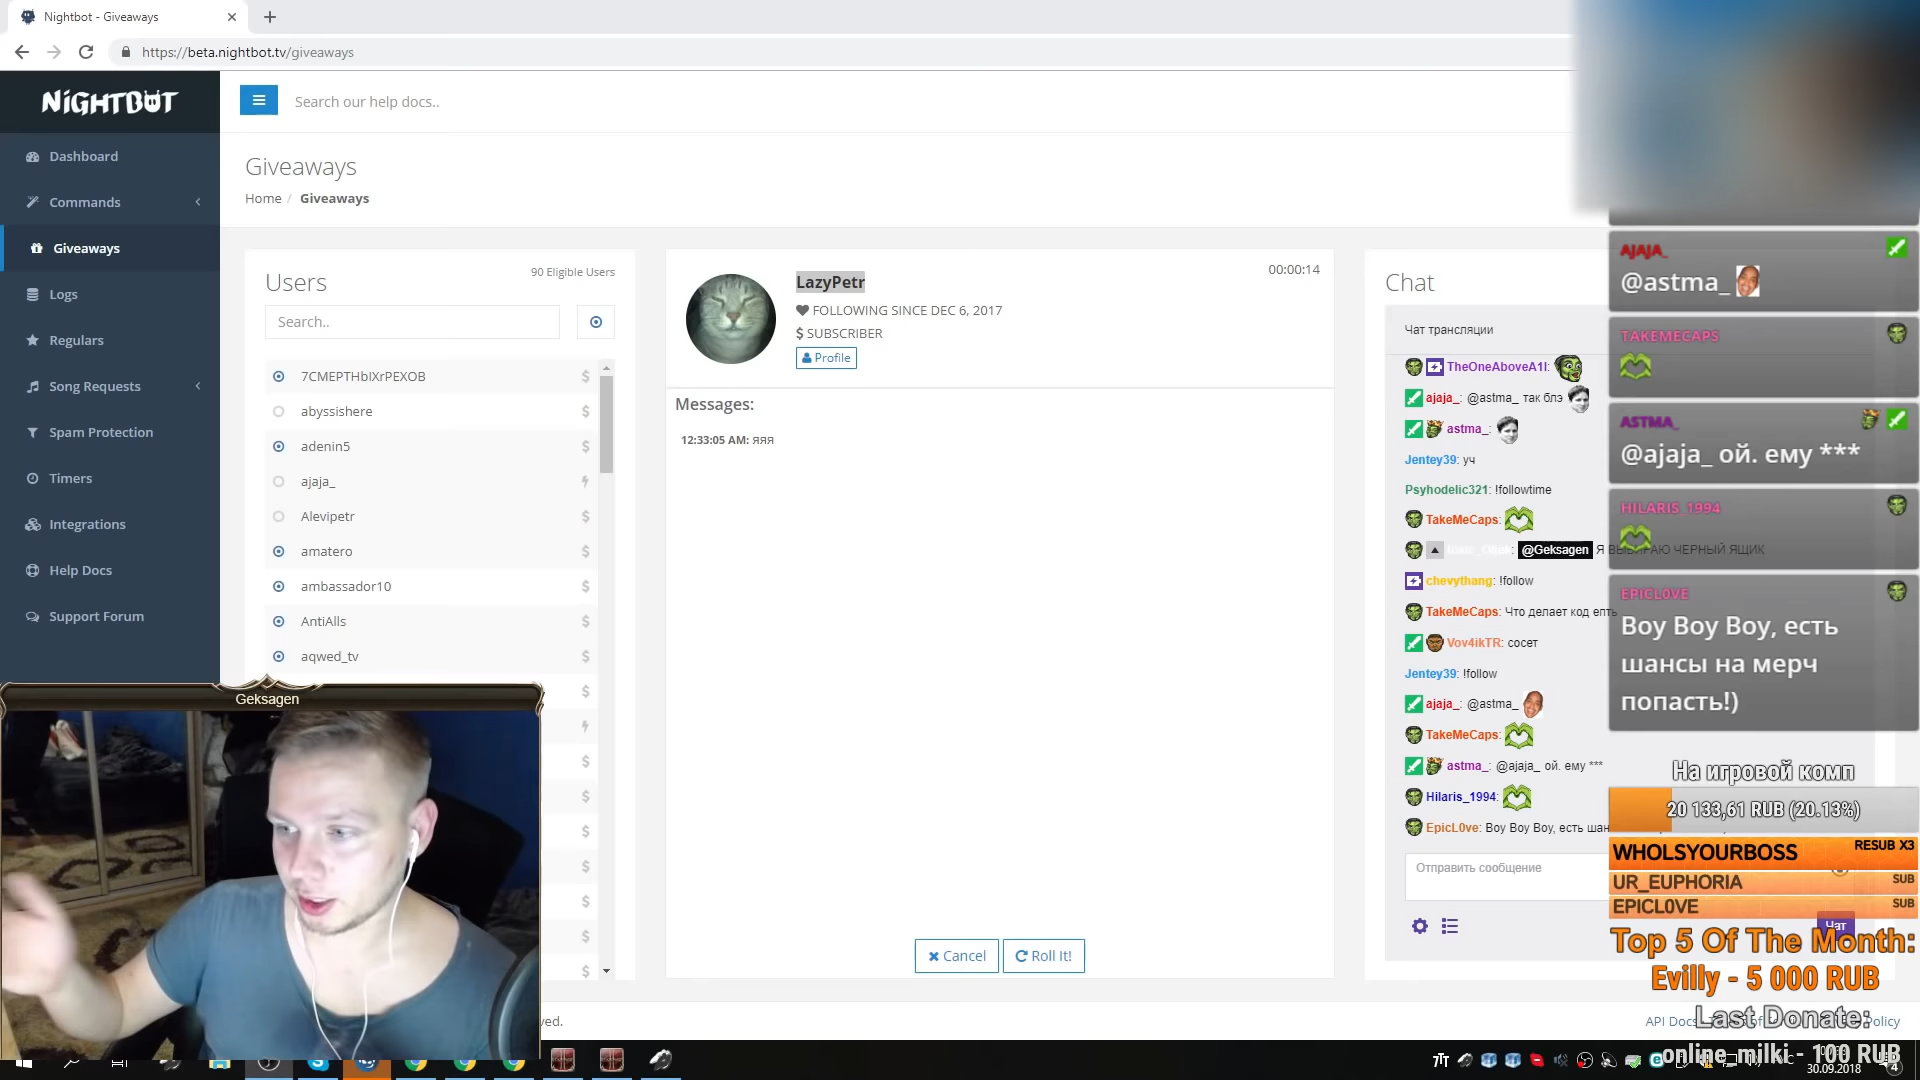 Nightbot - Giveaways
https://beta.nightbot.tv/giveaways
NIGHTBOT
Search our help docs..
Dashboard
Commands
Giveaways
Logs
Regulars
Song Requests
Spam Protection
Timers
Integrations
Help Docs
Support Forum
Giveaways
Home / Giveaways
Users
90 Eligible Users
Search..
7CMEPTHbIXrPEXOB
abyssishere
adenin5
ajaja_
Alevipetr
amatero
ambassador10
AntiAlls
aqwed_tv
Geksagen
LazyPetr
00:00:14
FOLLOWING SINCE DEC 6, 2017
$ SUBSCRIBER
Profile
Messages:
12:33:05 AM: яяя
Cancel
Roll It!
Chat
Чат трансляции
TheOneAboveA1l:
ajaja_: @astma_ так блэ
astma_:
Jentey39: уч
Psyhodelic321: !followtime
TakeMeCaps:
@Geksagen Я ВЫБИРАЮ ЧЕРНЫЙ ЯЩИК
chevythang: !follow
TakeMeCaps: Что делает код епть
Vov4ikTR: сосет
Jentey39: !follow
ajaja_: @astma_
TakeMeCaps:
astma_: @ajaja_ ой. ему ***
Hilaris_1994:
EpicL0ve: Boy Boy Boy, есть шан
Отправить сообщение
Чат
AJAJA_
@astma_
TAKEMECAPS
ASTMA_
@ajaja_ ой. ему ***
HILARIS_1994
EPICL0VE
Boy Boy Boy, есть
шансы на мерч
попасть!)
На игровой комп
20 133,61 RUB (20.13%)
WHOLSYOURBOSS RESUB X3
UR_EUPHORIA SUB
EPICL0VE SUB
Top 5 Of The Month:
Evilly - 5 000 RUB
Last Donate:
online_milki - 100 RUB
ved.
API Docs
Policy
30.09.2018
4